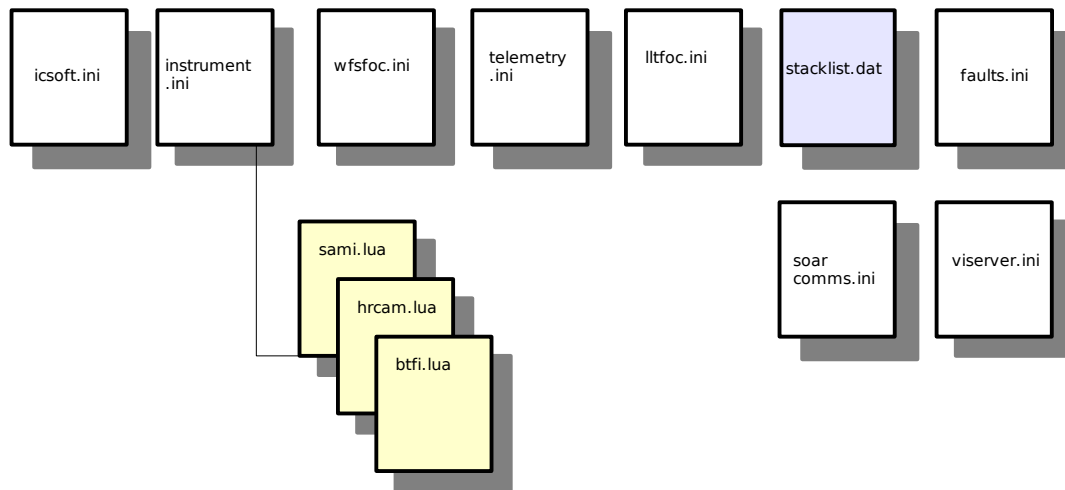 icsoft.ini
instrument
.ini
wfsfoc.ini
telemetry
.ini
lltfoc.ini
stacklist.dat
faults.ini
soar
comms.ini
viserver.ini
sami.lua
hrcam.lua
btfi.lua